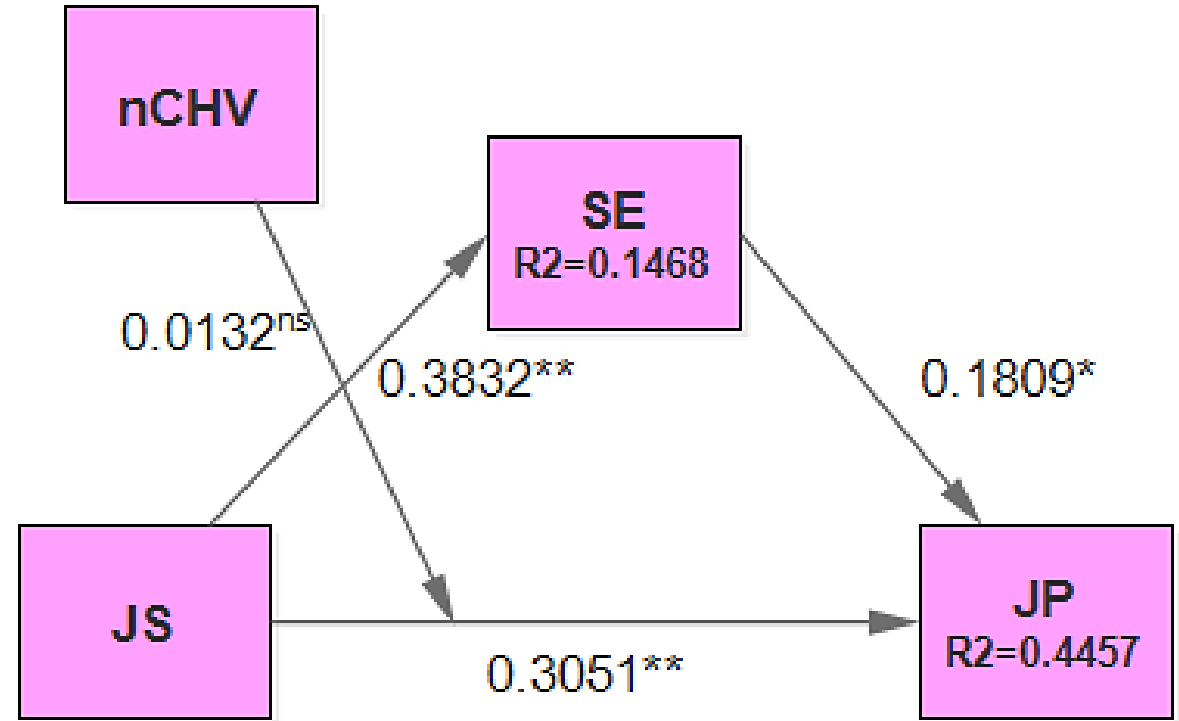 nCHV
SE
R2=0.1468
0.0132ns
0.3832**
0.1809*
JS
JP
R2=0.4457
0.3051**